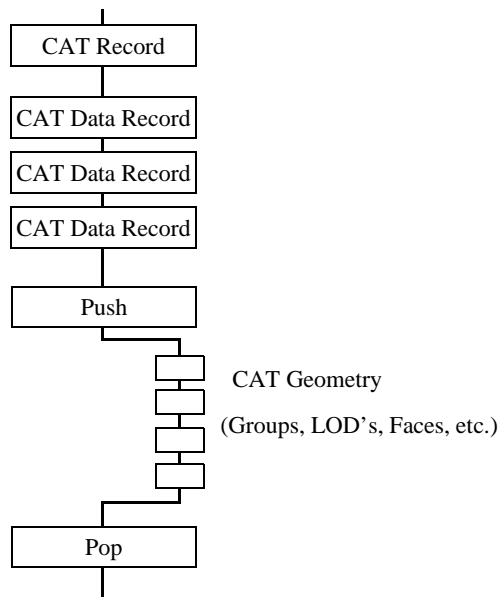 CAT Record
CAT Data Record
CAT Data Record
CAT Data Record
Push
CAT Geometry
(Groups, LOD's, Faces, etc.)
Pop